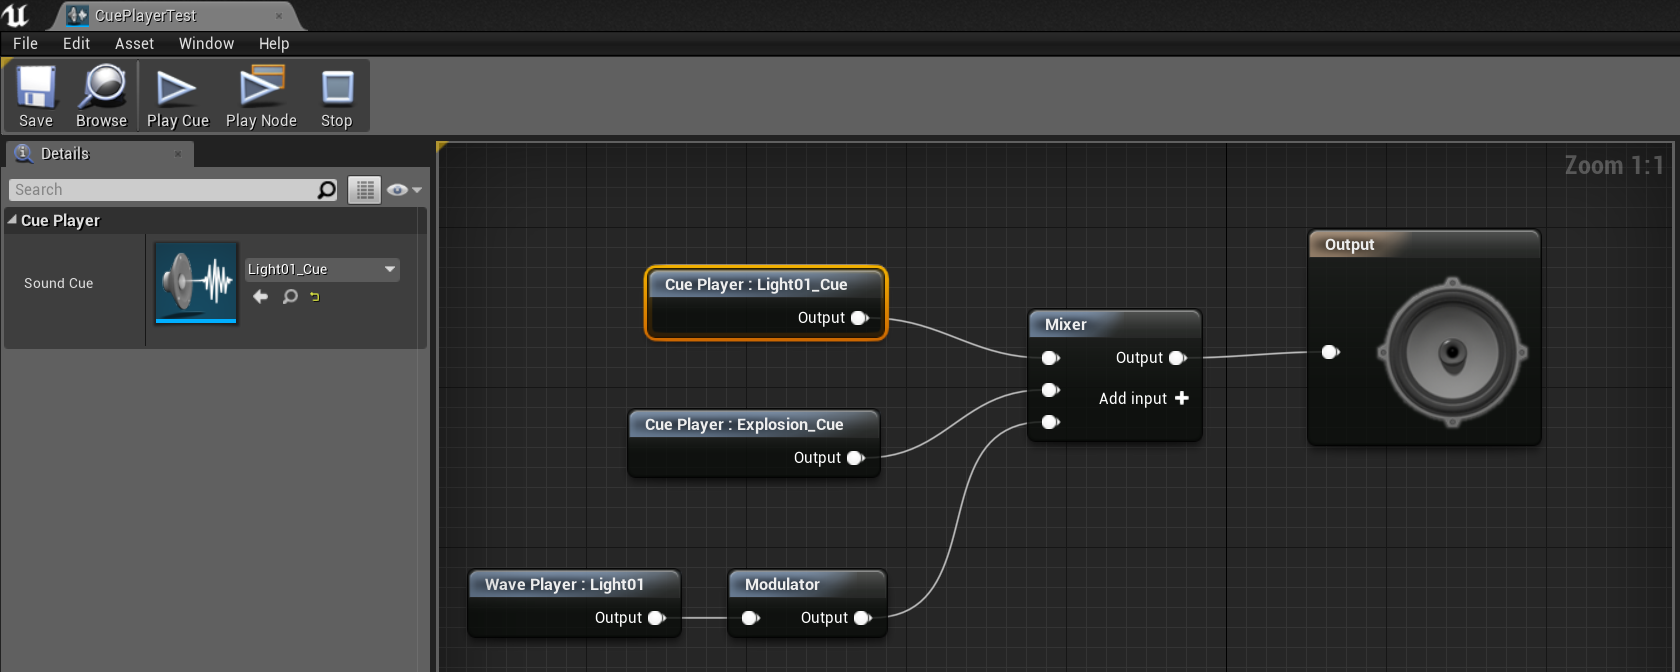 CuePlayerTest
File Edit Asset Window Help
Save Browse Play Cue Play Node Stop
Details
Search
Cue Player
Sound Cue
Light01_Cue
Zoom 1:1
Cue Player : Light01_Cue
Output
Cue Player : Explosion_Cue
Output
Wave Player : Light01
Output
Modulator
Output
Mixer
Output
Add input
Output